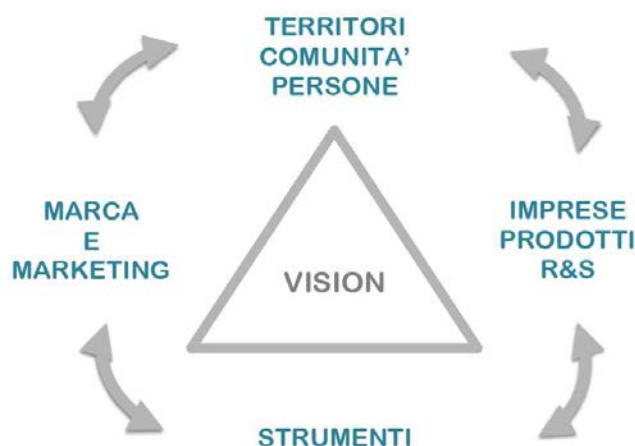 TERRITORI
COMUNITA'
PERSONE
MARCA
E
MARKETING
IMPRESE
PRODOTTI
R&S
VISION
STRUMENTI